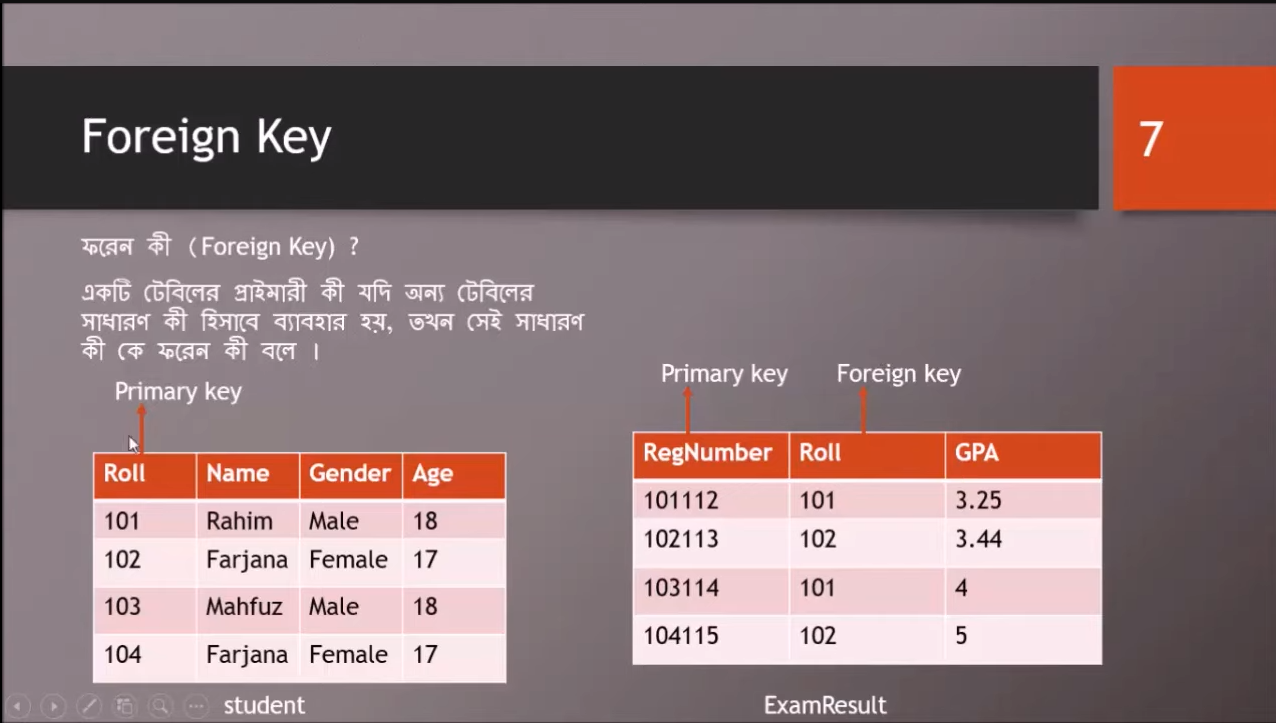 Foreign Key
7
ফরেন কী (Foreign Key) ?
একটি টেবিলের প্রাইমারী কী যদি অন্য টেবিলের
সাধারণ কী হিসাবে ব্যাবহার হয়, তখন সেই সাধারণ
কী কে ফরেন কী বলে ।
Primary key
Roll Name Gender Age
101 Rahim Male 18
102 Farjana Female 17
103 Mahfuz Male 18
104 Farjana Female 17
student
Primary key Foreign key
RegNumber Roll GPA
101112 101 3.25
102113 102 3.44
103114 101 4
104115 102 5
ExamResult